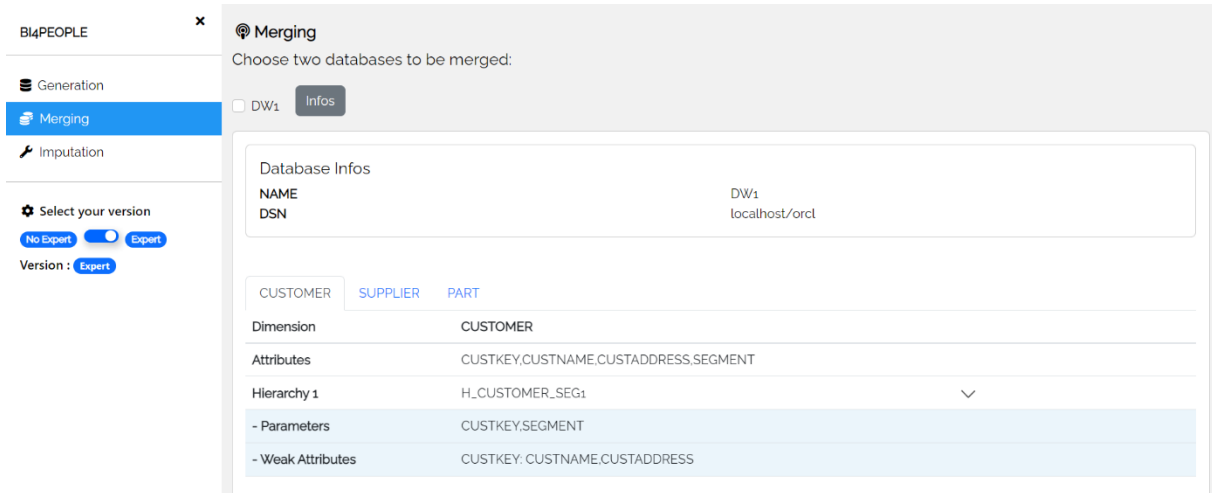 BI4PEOPLE
×
Generation
Merging
Imputation
Select your version
No Expert Expert
Version : Expert
Merging
Choose two databases to be merged:
DW1 Infos
Database Infos
NAME DW1
DSN localhost/orcl
CUSTOMER SUPPLIER PART
Dimension CUSTOMER
Attributes CUSTKEY,CUSTNAME,CUSTADDRESS,SEGMENT
Hierarchy 1 H_CUSTOMER_SEG1
- Parameters CUSTKEY,SEGMENT
- Weak Attributes CUSTKEY: CUSTNAME,CUSTADDRESS